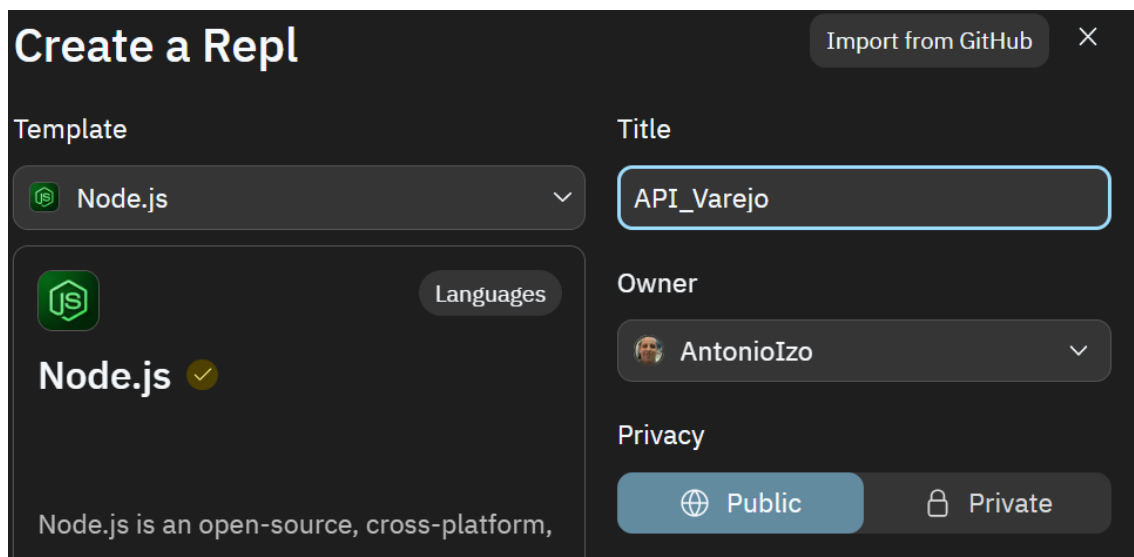 Create a Repl
Import from GitHub
Template
Node.js
Languages
Node.js
Node.js is an open-source, cross-platform,
Title
API_Varejo
Owner
AntonioIzo
Privacy
Public
Private